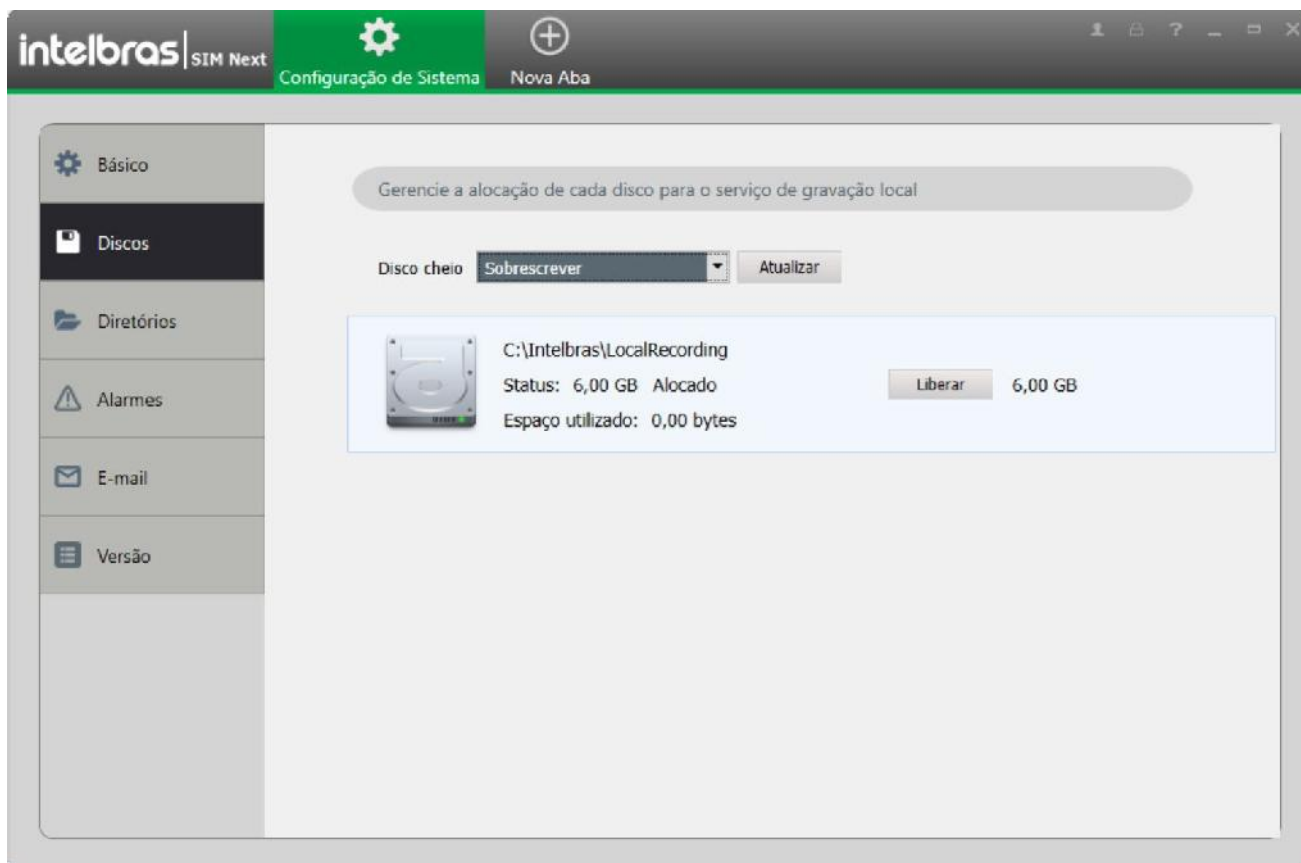 intelbras SIM Next
Configuração de Sistema
Nova Aba
Básico
Discos
Diretórios
Alarmes
E-mail
Versão
Gerencie a alocação de cada disco para o serviço de gravação local
Disco cheio Sobrescrever Atualizar
C:\Intelbras\LocalRecording
Status: 6,00 GB Alocado Liberar 6,00 GB
Espaço utilizado: 0,00 bytes